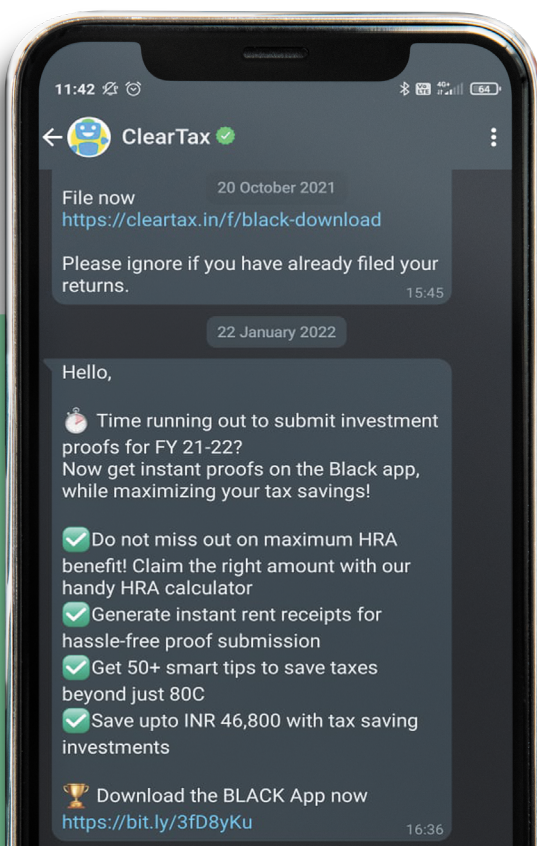 11:42
4G+
64
ClearTax
20 October 2021
File now
https://cleartax.in/f/black-download
Please ignore if you have already filed your
returns.
15:45
22 January 2022
Hello,
Time running out to submit investment
proofs for FY 21-22?
Now get instant proofs on the Black app,
while maximizing your tax savings!
Do not miss out on maximum HRA
benefit! Claim the right amount with our
handy HRA calculator
Generate instant rent receipts for
hassle-free proof submission
Get 50+ smart tips to save taxes
beyond just 80C
Save upto INR 46,800 with tax saving
investments
Download the BLACK App now
https://bit.ly/3fD8yKu
16:36